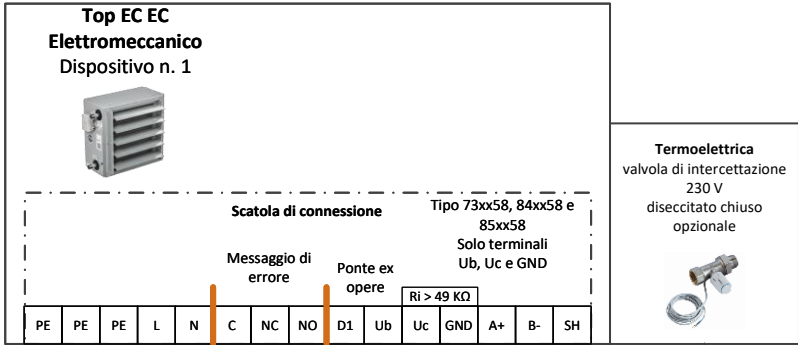 Top EC EC
Elettromeccanico
Dispositivo n. 1
Termoelettrica
valvola di intercettazione
230 V
diseccitato chiuso
opzionale
Scatola di connessione
Tipo 73xx58, 84xx58 e
85xx58
Solo terminali
Ub, Uc e GND
Messaggio di
errore
Ponte ex
opere
Ri > 49 KΩ
PE PE PE L N C NC NO D1 Ub Uc GND A+ B- SH